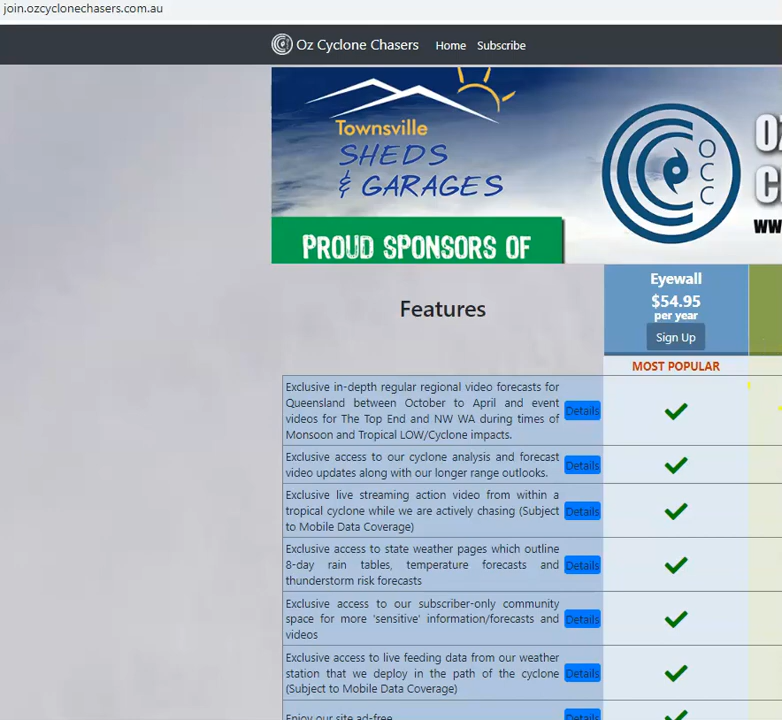 join.ozcyclonechasers.com.au
Oz Cyclone Chasers Home Subscribe
Townsville
SHEDS
& GARAGES
OCC
PROUD SPONSORS OF
Features
Eyewall
$54.95
per year
Sign Up
MOST POPULAR
Exclusive in-depth regular regional video forecasts for
Queensland between October to April and event
videos for The Top End and NW WA during times of
Monsoon and Tropical LOW/Cyclone impacts.
Details
Exclusive access to our cyclone analysis and forecast
video updates along with our longer range outlooks.
Details
Exclusive live streaming action video from within a
tropical cyclone while we are actively chasing (Subject
to Mobile Data Coverage)
Details
Exclusive access to state weather pages which outline
8-day rain tables, temperature forecasts and
thunderstorm risk forecasts
Details
Exclusive access to our subscriber-only community
space for more 'sensitive' information/forecasts and
videos
Details
Exclusive access to live feeding data from our weather
station that we deploy in the path of the cyclone
(Subject to Mobile Data Coverage)
Details
Enjoy our site ad-free
Details